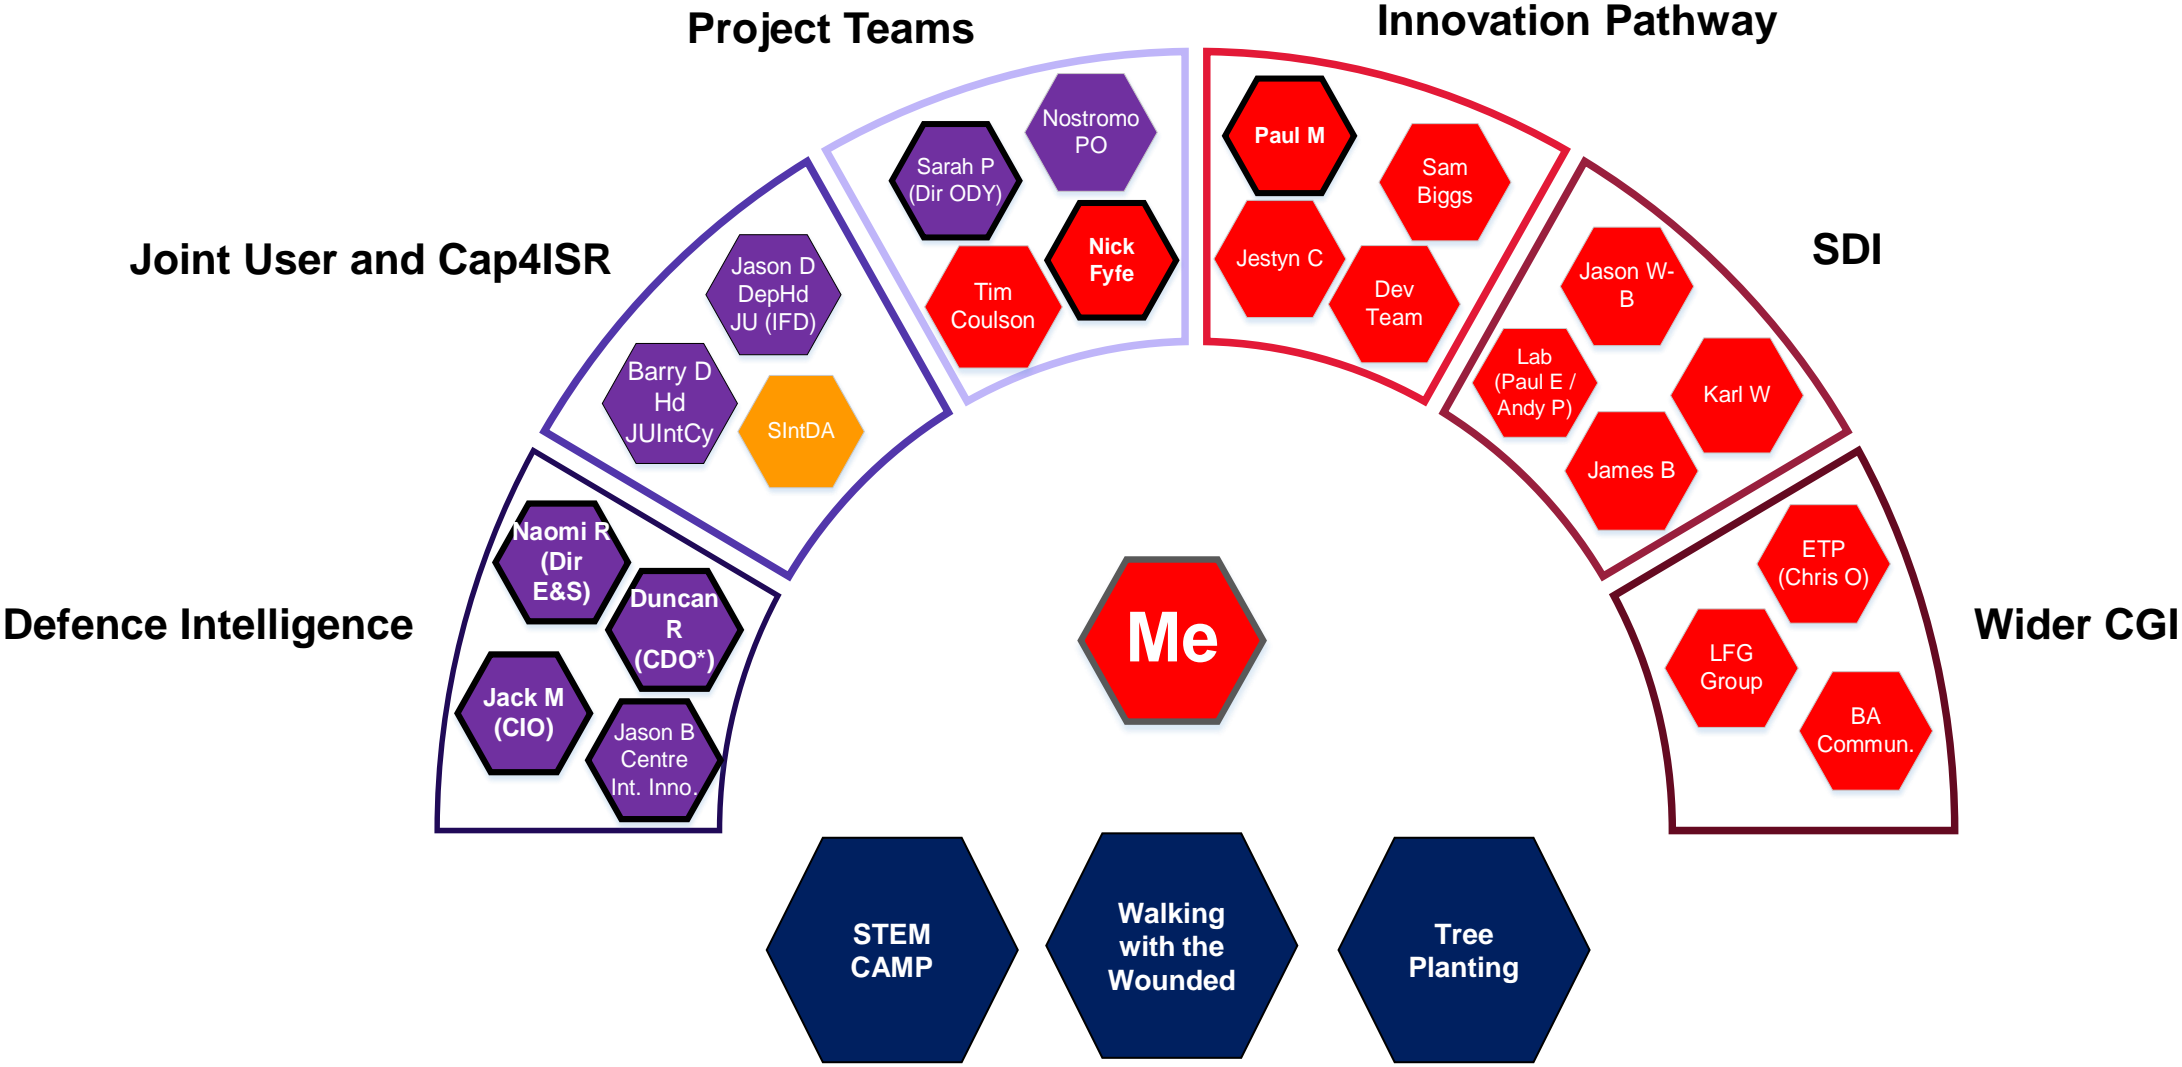 Project Teams
Innovation Pathway
Nostromo
PO
Sarah P
(Dir ODY)
Nick
Fyfe
Tim
Coulson
Paul M
Sam
Biggs
Jestyn C
Dev
Team
Joint User and Cap4ISR
Jason D
DepHd
JU (IFD)
Barry D
Hd
JUIntCy
SIntDA
SDI
Jason W-
B
Lab
(Paul E /
Andy P)
Karl W
James B
Defence Intelligence
Naomi R
(Dir
E&S)
Duncan
R
(CDO*)
Jack M
(CIO)
Jason B
Centre
Int. Inno.
Me
Wider CGI
ETP
(Chris O)
LFG
Group
BA
Commun.
STEM
CAMP
Walking
with the
Wounded
Tree
Planting